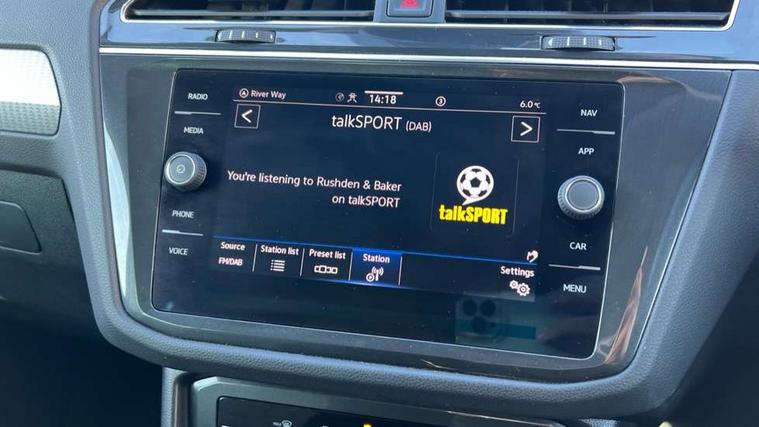 River Way
14:18
3
6.0°C
RADIO
MEDIA
PHONE
VOICE
NAV
APP
CAR
MENU
<
talkSPORT (DAB)
>
You're listening to Rushden & Baker
on talkSPORT
talkSPORT
Source
FM/DAB
Station list
Preset list
Station
Settings